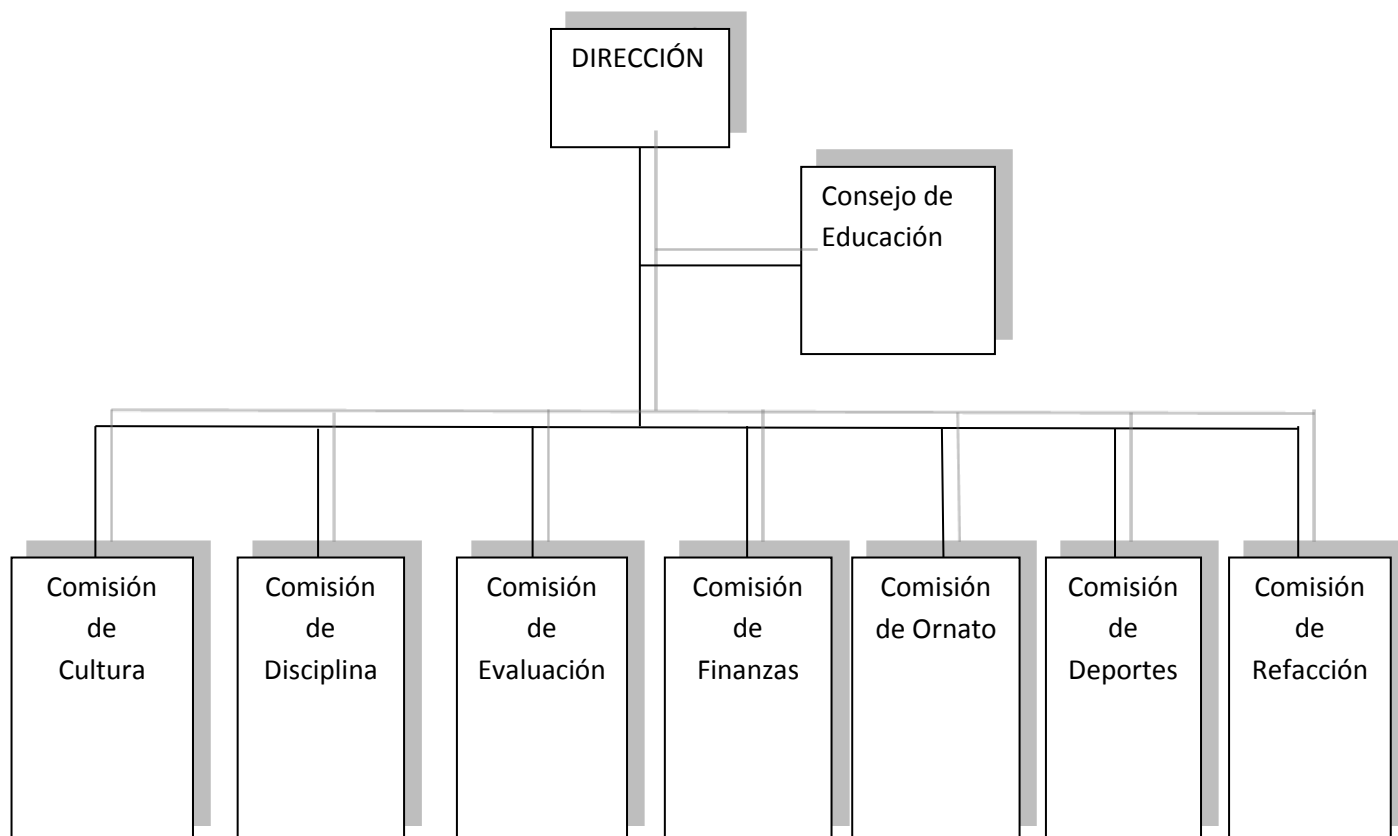 DIRECCIÓN
Consejo de
Educación
Comisión
de
Cultura
Comisión
de
Disciplina
Comisión
de
Evaluación
Comisión
de
Finanzas
Comisión
de Ornato
Comisión
de
Deportes
Comisión
de
Refacción